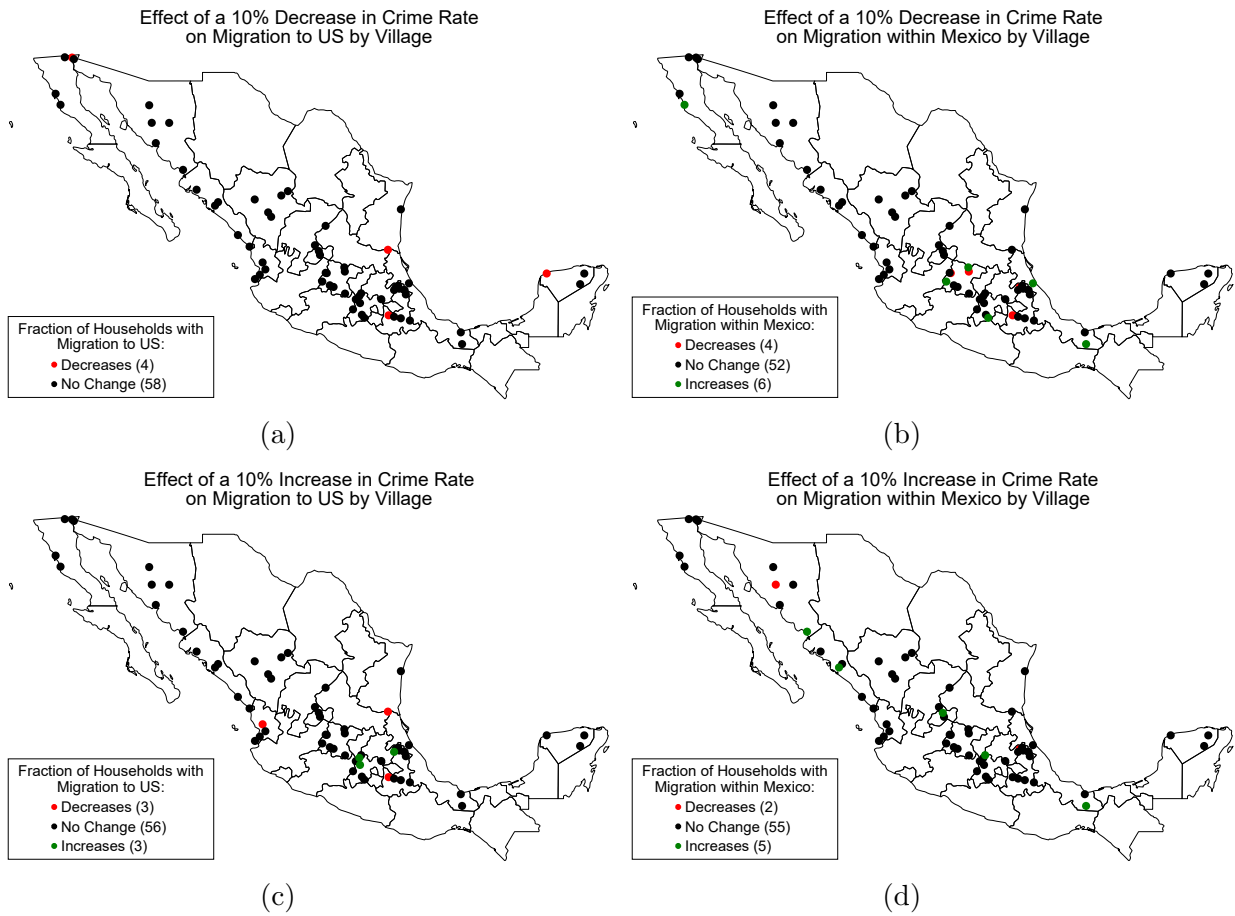 Effect of a 10% Decrease in Crime Rate
on Migration to US by Village
Fraction of Households with
Migration to US:
Decreases (4)
No Change (58)
(a)
Effect of a 10% Decrease in Crime Rate
on Migration within Mexico by Village
Fraction of Households with
Migration within Mexico:
Decreases (4)
No Change (52)
Increases (6)
(b)
Effect of a 10% Increase in Crime Rate
on Migration to US by Village
Fraction of Households with
Migration to US:
Decreases (3)
No Change (56)
Increases (3)
(c)
Effect of a 10% Increase in Crime Rate
on Migration within Mexico by Village
Fraction of Households with
Migration within Mexico:
Decreases (2)
No Change (55)
Increases (5)
(d)